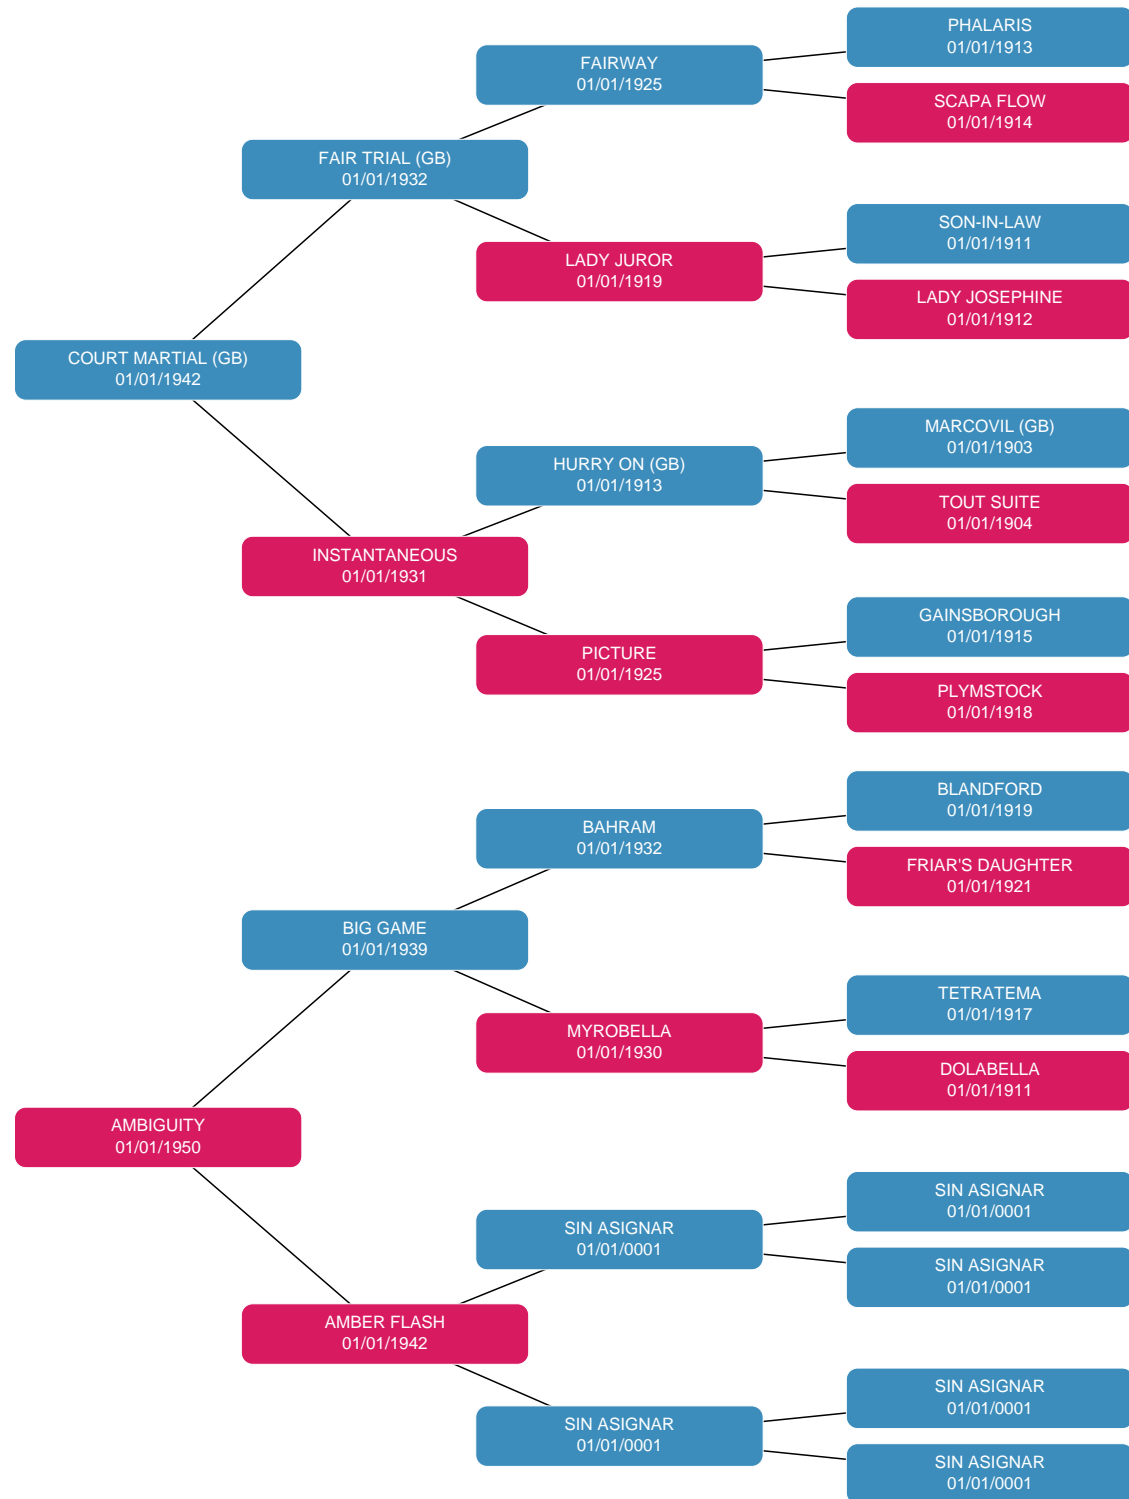 PHALARIS
01/01/1913
FAIRWAY
01/01/1925
SCAPA FLOW
01/01/1914
FAIR TRIAL (GB)
01/01/1932
SON-IN-LAW
01/01/1911
LADY JUROR
01/01/1919
LADY JOSEPHINE
01/01/1912
COURT MARTIAL (GB)
01/01/1942
MARCOVIL (GB)
01/01/1903
HURRY ON (GB)
01/01/1913
TOUT SUITE
01/01/1904
INSTANTANEOUS
01/01/1931
GAINSBOROUGH
01/01/1915
PICTURE
01/01/1925
PLYMSTOCK
01/01/1918
BLANDFORD
01/01/1919
BAHRAM
01/01/1932
FRIAR'S DAUGHTER
01/01/1921
BIG GAME
01/01/1939
TETRATEMA
01/01/1917
MYROBELLA
01/01/1930
DOLABELLA
01/01/1911
AMBIGUITY
01/01/1950
SIN ASIGNAR
01/01/0001
SIN ASIGNAR
01/01/0001
SIN ASIGNAR
01/01/0001
AMBER FLASH
01/01/1942
SIN ASIGNAR
01/01/0001
SIN ASIGNAR
01/01/0001
SIN ASIGNAR
01/01/0001